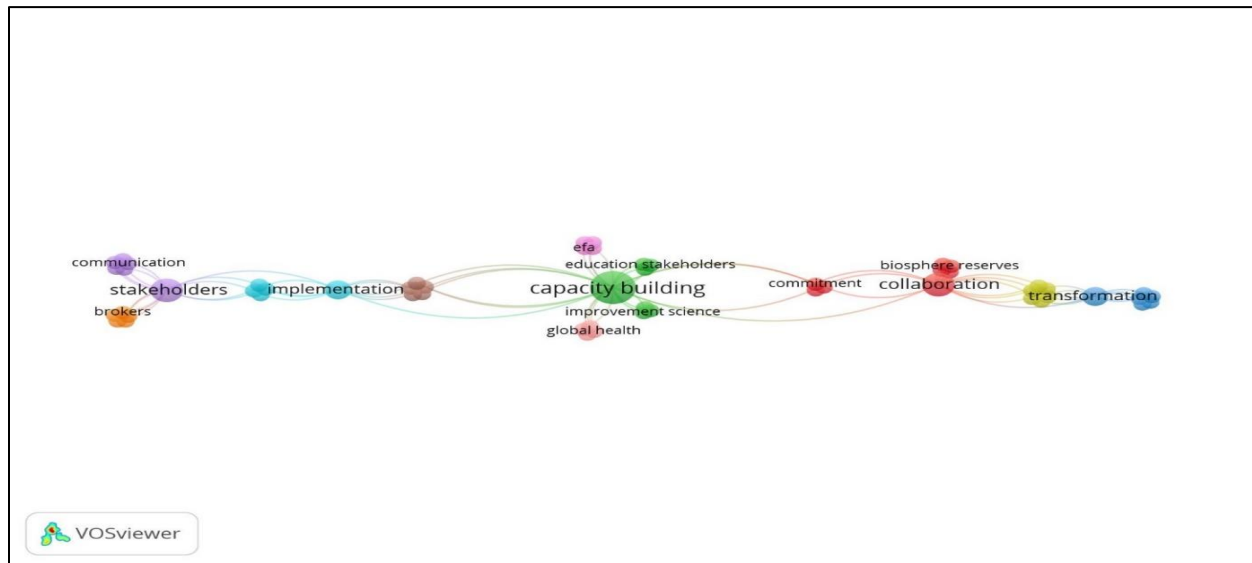 efa
communication
education stakeholders
biosphere reserves
stakeholders
implementation
capacity building
commitment
collaboration
transformation
brokers
improvement science
global health
VOSviewer